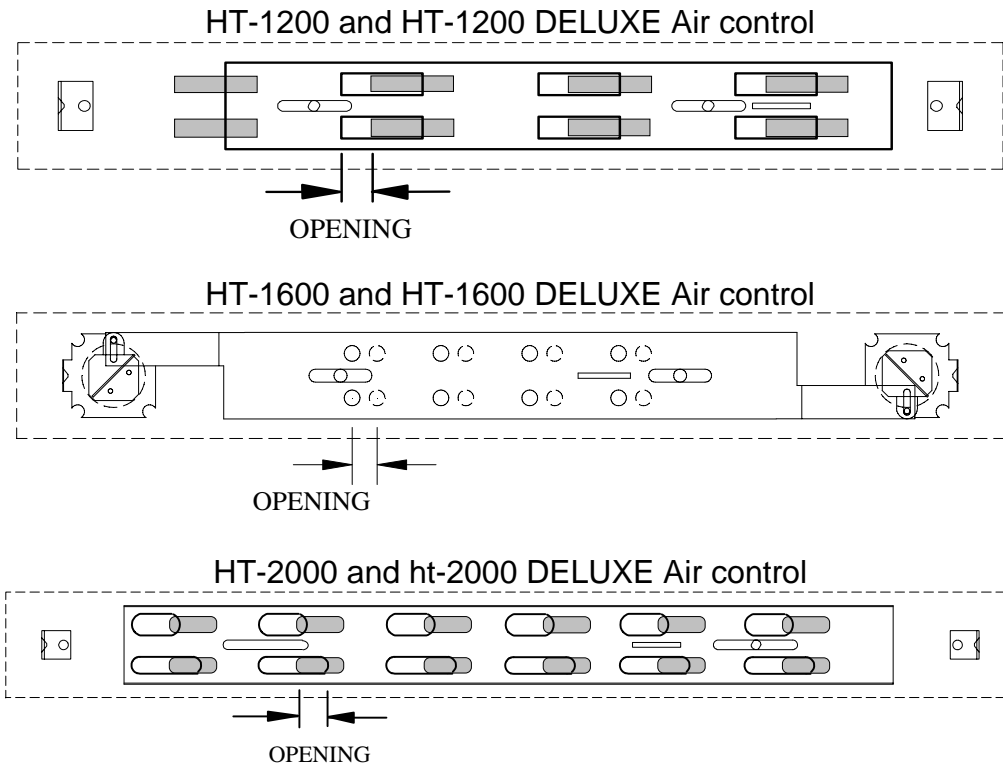 HT-1200 and HT-1200 DELUXE Air control
OPENING
HT-1600 and HT-1600 DELUXE Air control
OPENING
HT-2000 and ht-2000 DELUXE Air control
OPENING